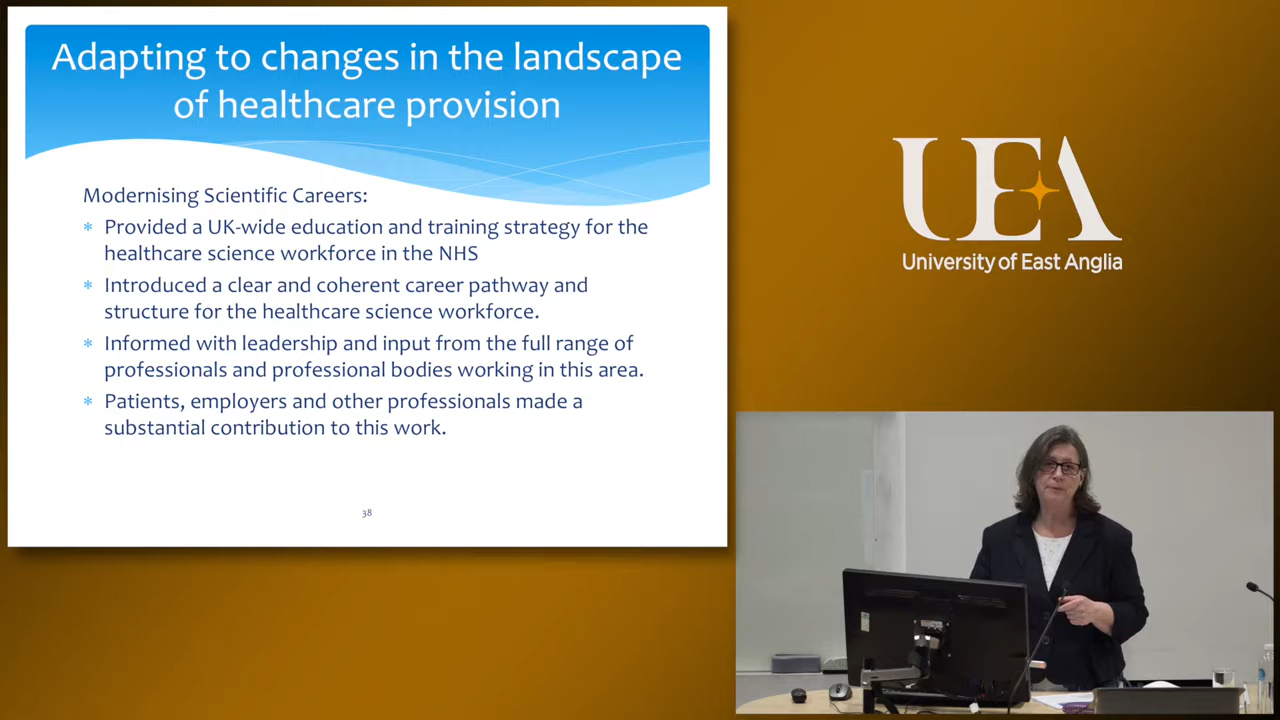 Adapting to changes in the landscape
of healthcare provision
Modernising Scientific Careers:
* Provided a UK-wide education and training strategy for the
healthcare science workforce in the NHS
* Introduced a clear and coherent career pathway and
structure for the healthcare science workforce.
* Informed with leadership and input from the full range of
professionals and professional bodies working in this area.
* Patients, employers and other professionals made a
substantial contribution to this work.
38
UEA
University of East Anglia